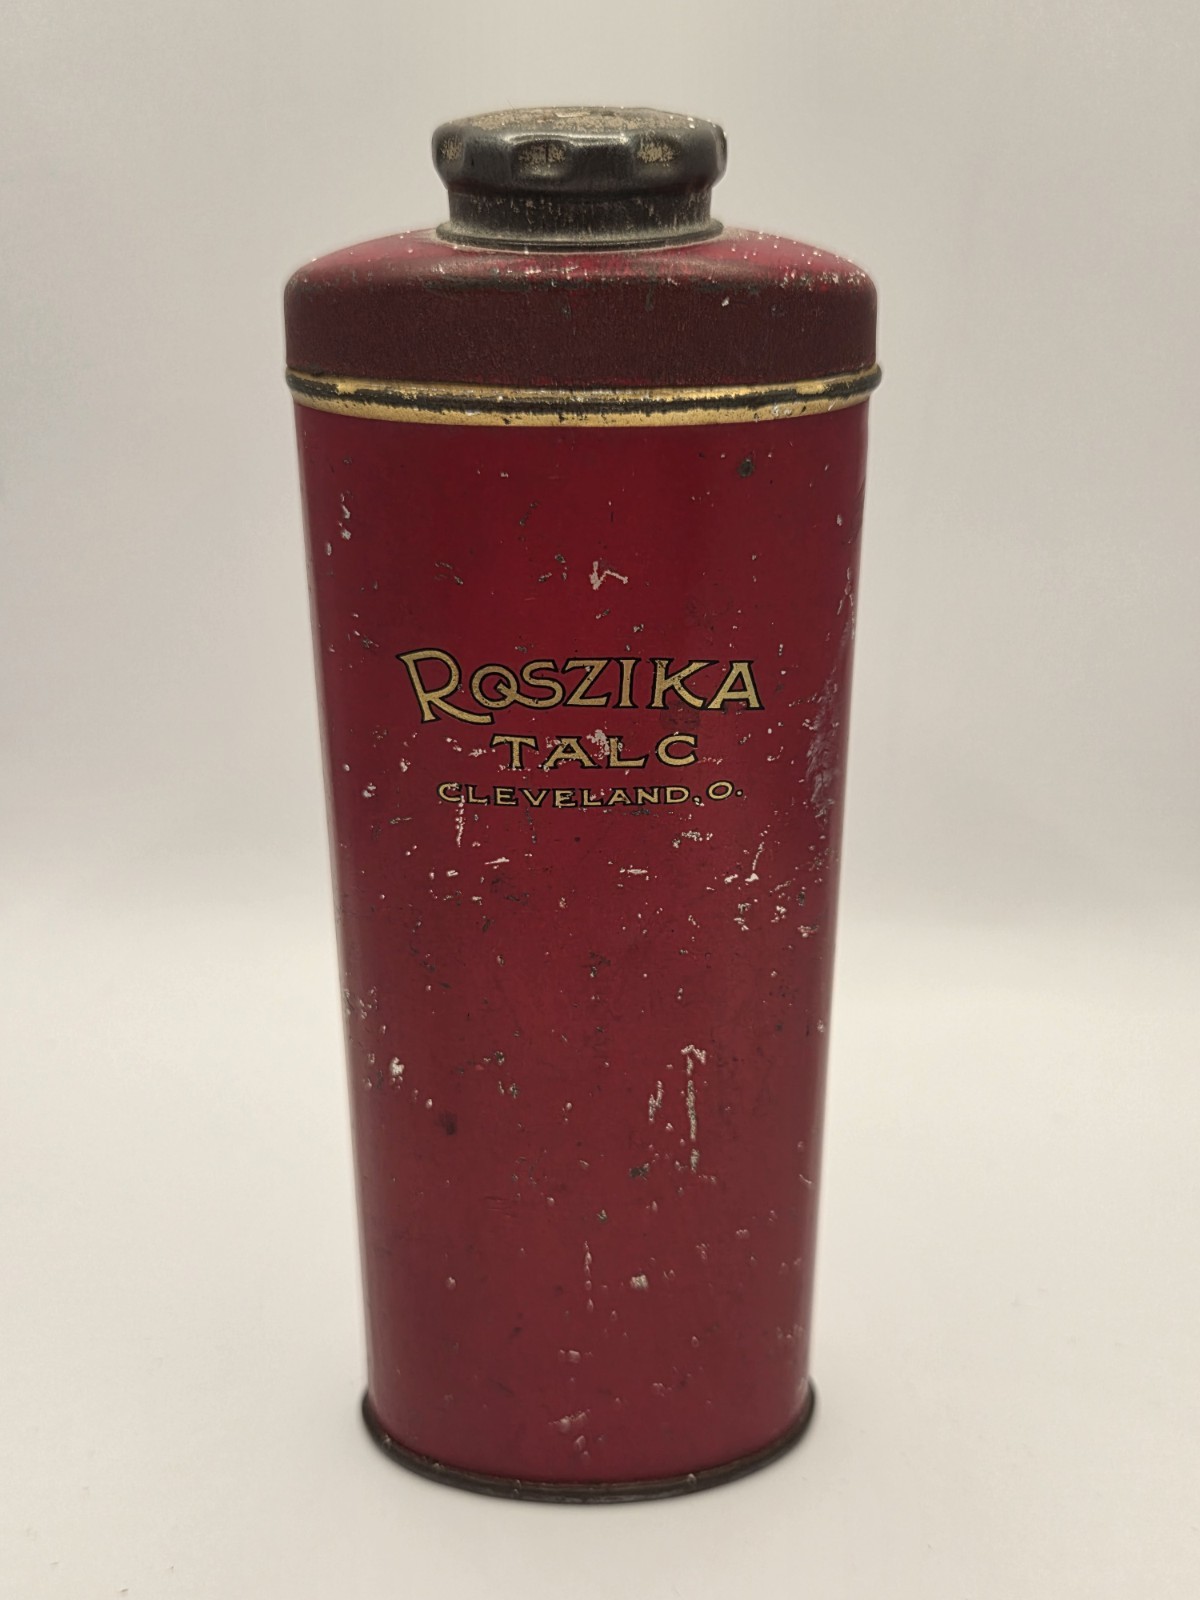 ROSZIKA
TALC
CLEVELAND, O.